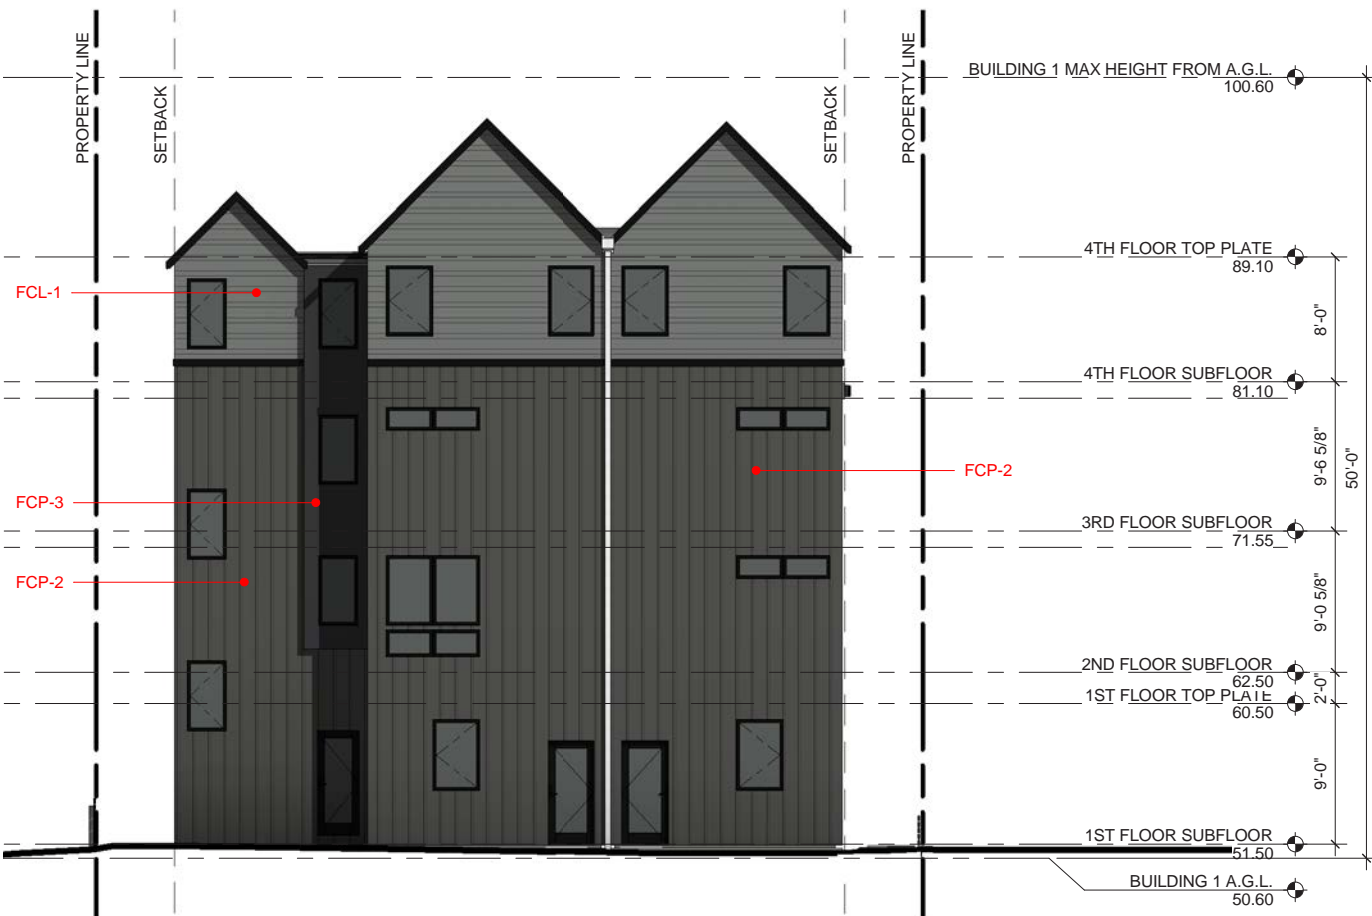 PROPERTY LINE
SETBACK
SETBACK
PROPERTY LINE
BUILDING 1 MAX HEIGHT FROM A.G.L.
100.60
4TH FLOOR TOP PLATE
89.10
FCL-1
8'-0"
4TH FLOOR SUBFLOOR
81.10
9'-6 5/8"
50'-0"
FCP-2
FCP-3
3RD FLOOR SUBFLOOR
71.55
FCP-2
9'-0 5/8"
2ND FLOOR SUBFLOOR
62.50
2'-0"
1ST FLOOR TOP PLATE
60.50
9'-0"
1ST FLOOR SUBFLOOR
51.50
BUILDING 1 A.G.L.
50.60